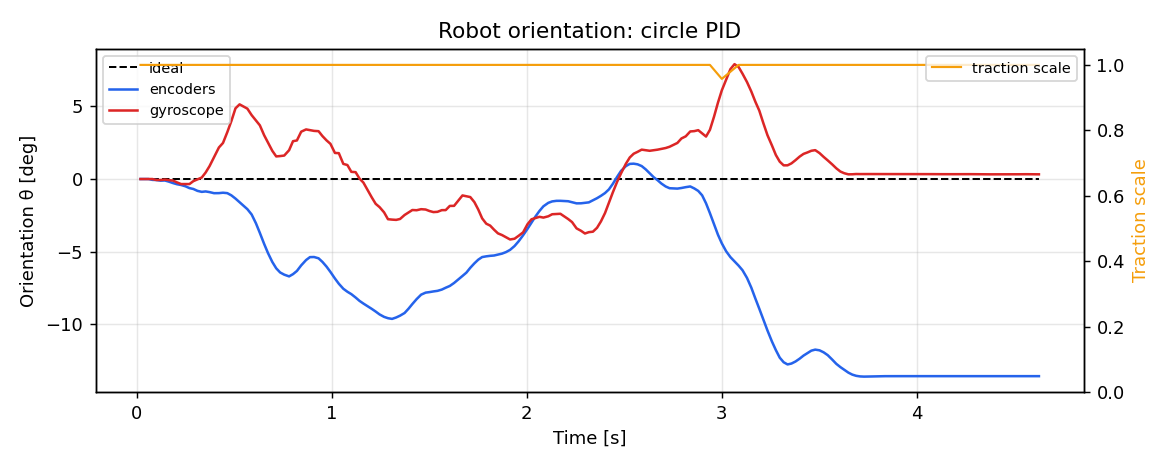 Robot orientation: circle PID
ideal
encoders
gyroscope
traction scale
Orientation θ [deg]
5
0
−5
−10
1.0
0.8
0.6
0.4
0.2
0.0
Traction scale
0 1 2 3 4
Time [s]